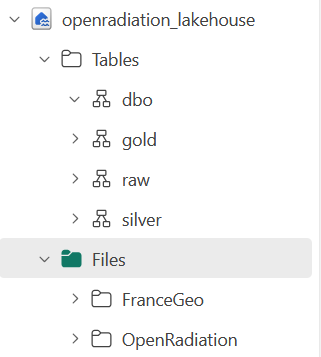 openradiation_lakehouse
Tables
dbo
gold
raw
silver
Files
FranceGeo
OpenRadiation